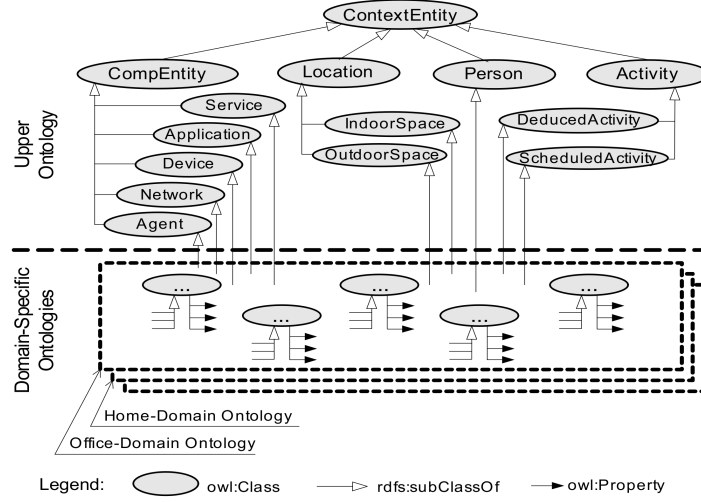 ContextEntity
CompEntity
Location
Person
Activity
Service
Application
Device
Network
Agent
IndoorSpace
OutdoorSpace
DeducedActivity
ScheduledActivity
Upper
Ontology
Domain-Specific
Ontologies
...
...
...
...
...
Home-Domain Ontology
Office-Domain Ontology
Legend:
owl:Class
rdfs:subClassOf
owl:Property